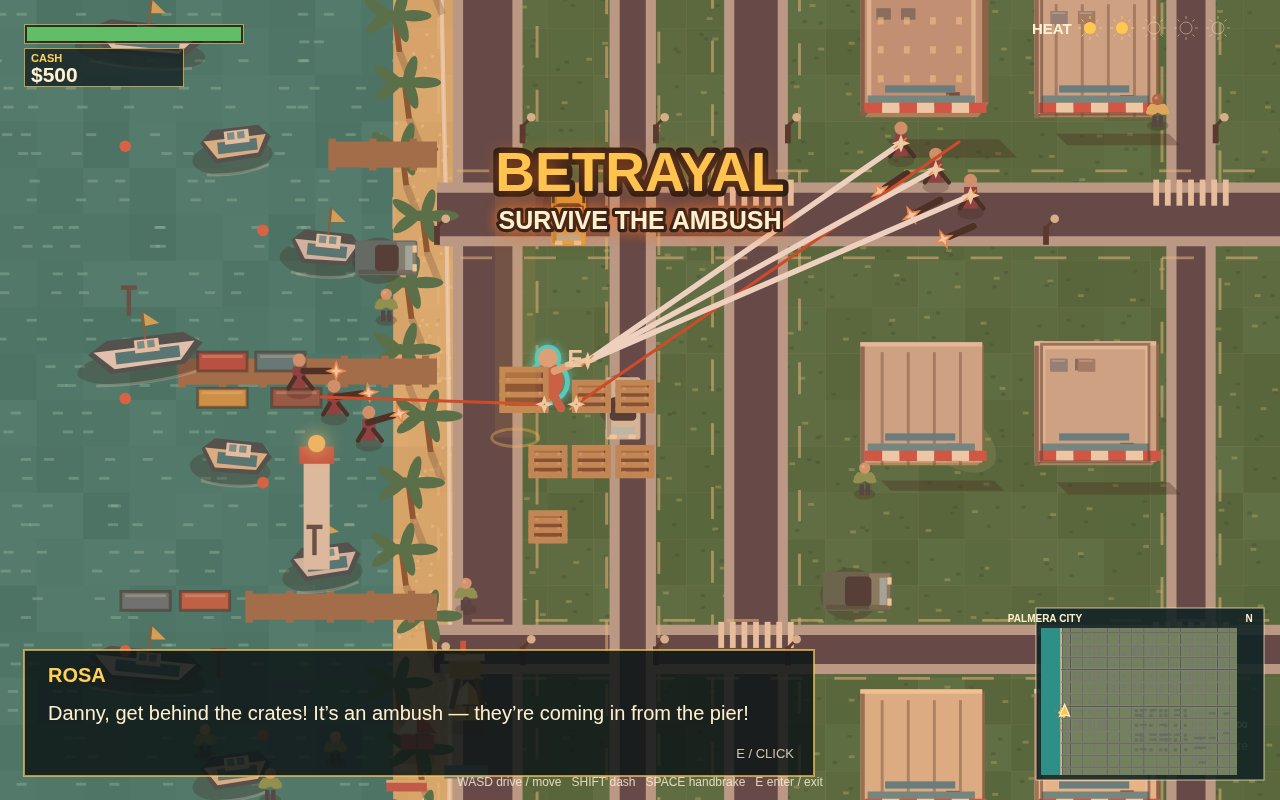 CASH
$500
HEAT
BETRAYAL
SURVIVE THE AMBUSH
E
PALMERA CITY
N
ROSA
Danny, get behind the crates! It’s an ambush — they’re coming in from the pier!
E / CLICK
WASD drive / move SHIFT dash SPACE handbrake E enter / exit